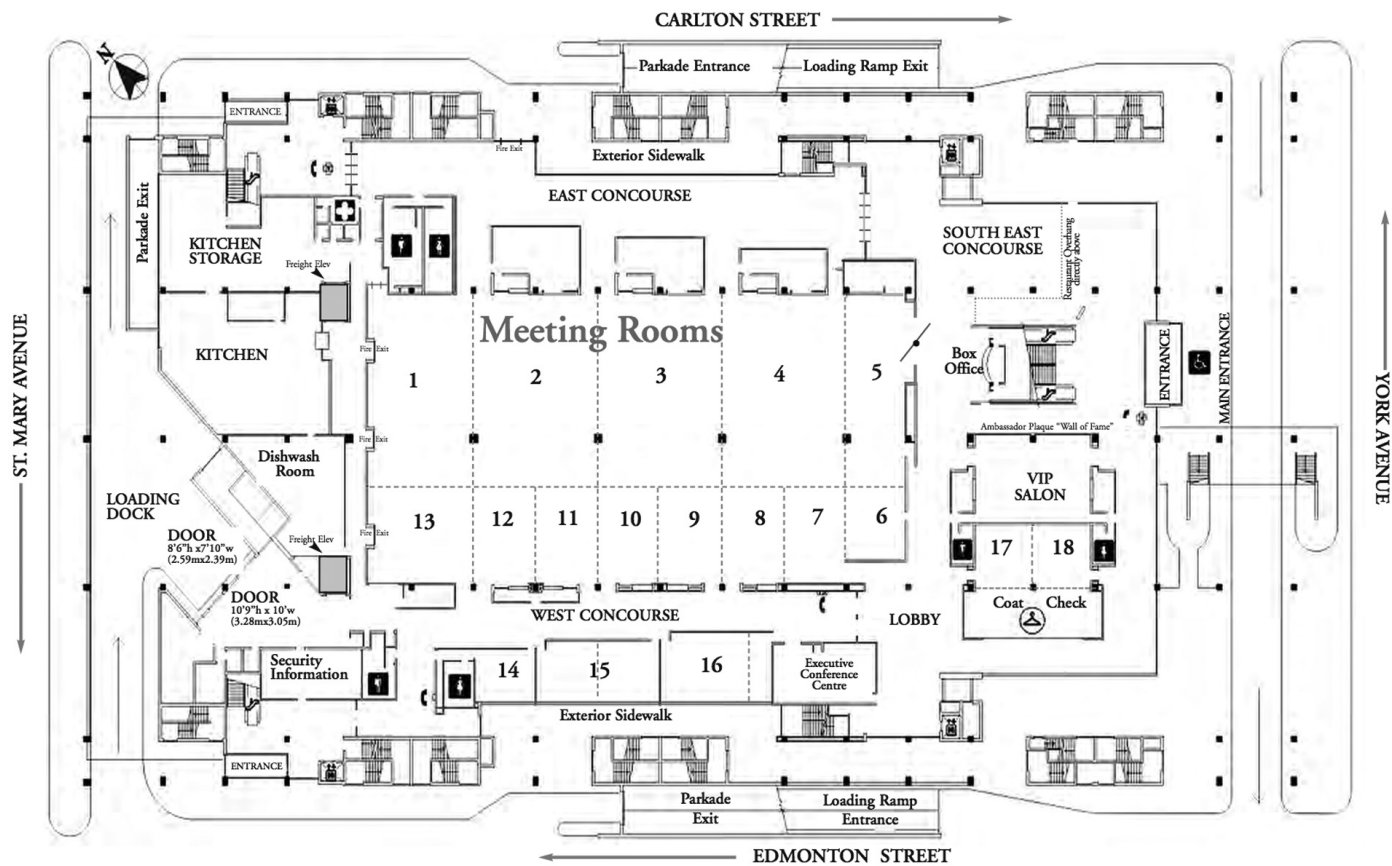 CARLTON STREET
N
Parkade Entrance
Loading Ramp Exit
ENTRANCE
Fire Exit
Exterior Sidewalk
EAST CONCOURSE
Parkade Exit
KITCHEN
STORAGE
SOUTH EAST
CONCOURSE
Restaurant Overhang
directly above
Freight Elev
Meeting Rooms
KITCHEN
Fire Exit
1
2
3
4
5
Box
Office
ENTRANCE
MAIN ENTRANCE
ST. MARY AVENUE
YORK AVENUE
Ambassador Plaque "Wall of Fame"
Fire Exit
Dishwash
Room
VIP
SALON
LOADING
DOCK
13
12
11
10
9
8
7
6
Fire Exit
DOOR
8'6"h x7'10"w
(2.59mx2.39m)
Freight Elev
17
18
DOOR
10'9"h x 10'w
(3.28mx3.05m)
WEST CONCOURSE
LOBBY
Coat Check
Security
Information
14
15
16
Executive
Conference
Centre
Exterior Sidewalk
ENTRANCE
Parkade
Exit
Loading Ramp
Entrance
EDMONTON STREET